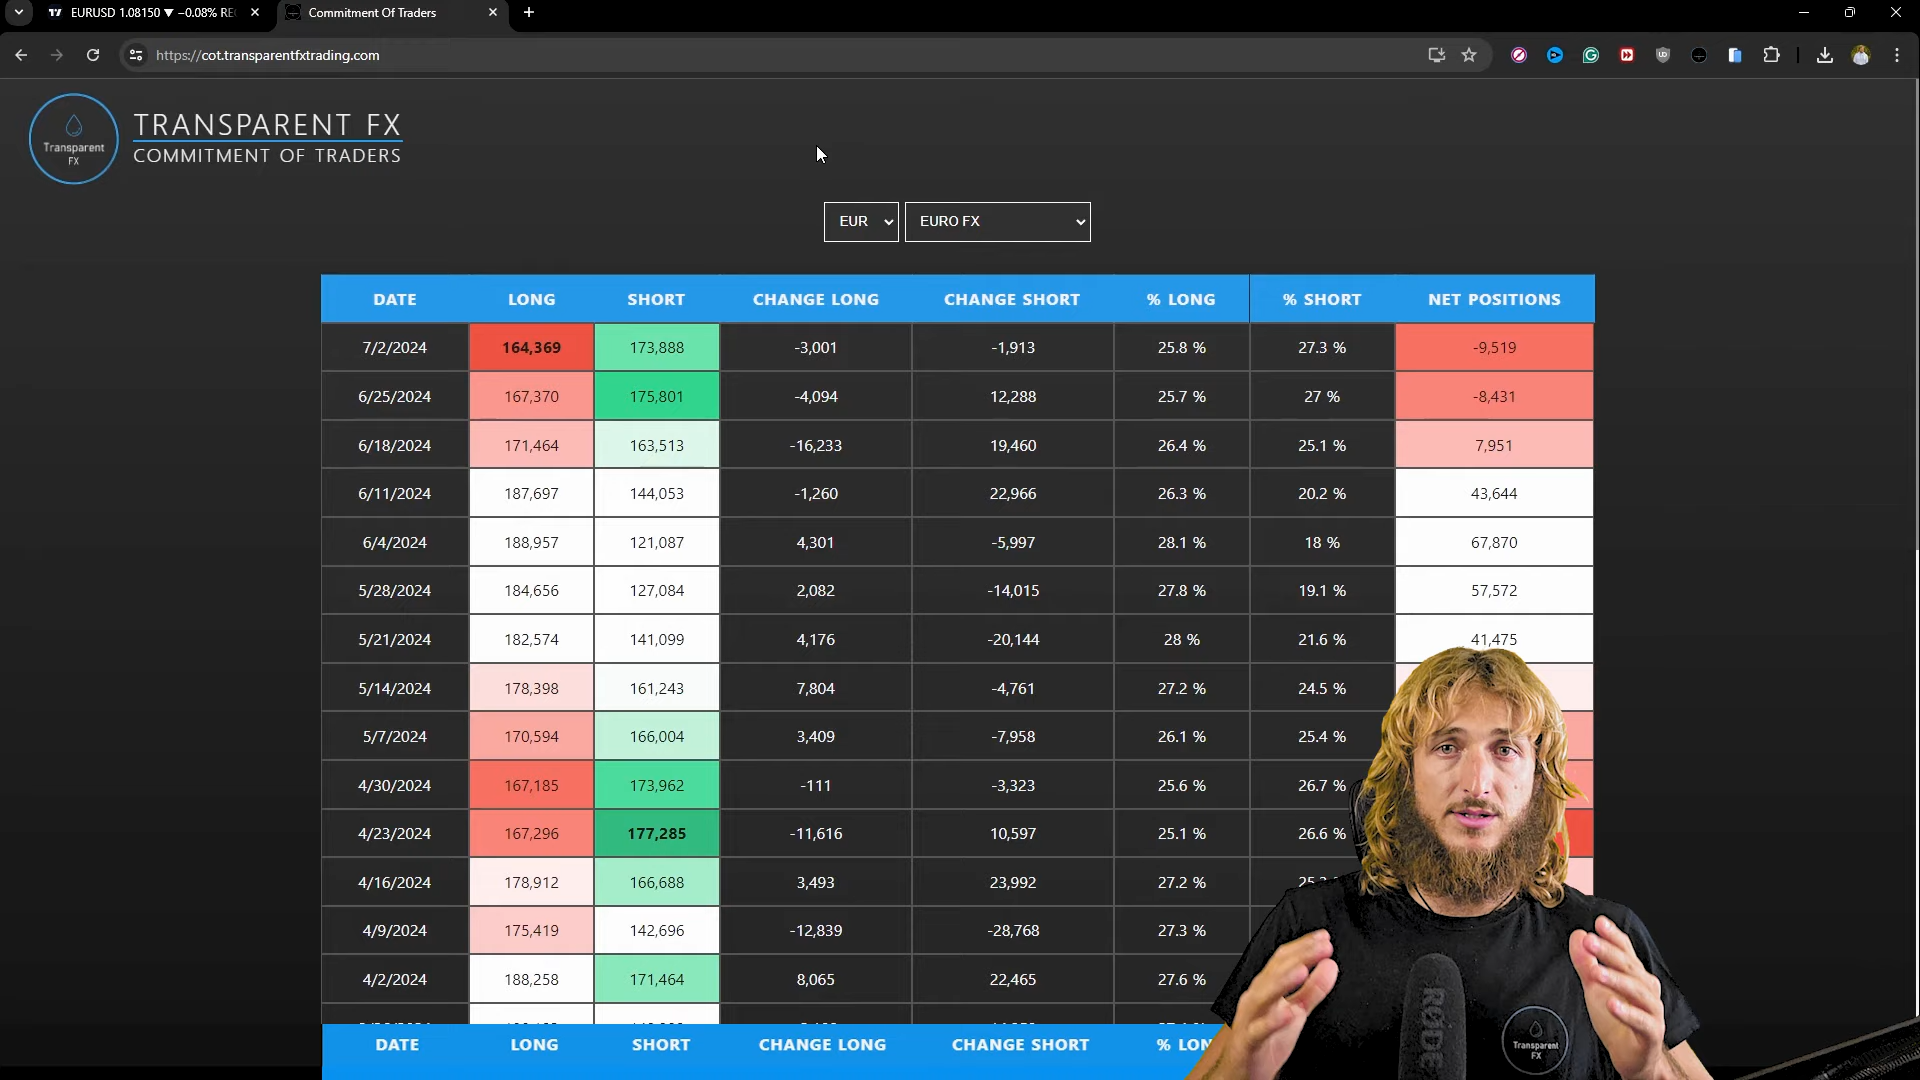 EURUSD 1.08150 ▼ −0.08% RE
Commitment Of Traders
https://cot.transparentfxtrading.com
Transparent
FX
TRANSPARENT FX
COMMITMENT OF TRADERS
EUR EURO FX
DATE LONG SHORT CHANGE LONG CHANGE SHORT % LONG % SHORT NET POSITIONS
7/2/2024 164,369 173,888 -3,001 -1,913 25.8 % 27.3 % -9,519
6/25/2024 167,370 175,801 -4,094 12,288 25.7 % 27 % -8,431
6/18/2024 171,464 163,513 -16,233 19,460 26.4 % 25.1 % 7,951
6/11/2024 187,697 144,053 -1,260 22,966 26.3 % 20.2 % 43,644
6/4/2024 188,957 121,087 4,301 -5,997 28.1 % 18 % 67,870
5/28/2024 184,656 127,084 2,082 -14,015 27.8 % 19.1 % 57,572
5/21/2024 182,574 141,099 4,176 -20,144 28 % 21.6 % 41,475
5/14/2024 178,398 161,243 7,804 -4,761 27.2 % 24.5 %
5/7/2024 170,594 166,004 3,409 -7,958 26.1 % 25.4 %
4/30/2024 167,185 173,962 -111 -3,323 25.6 % 26.7 %
4/23/2024 167,296 177,285 -11,616 10,597 25.1 % 26.6 %
4/16/2024 178,912 166,688 3,493 23,992 27.2 %
4/9/2024 175,419 142,696 -12,839 -28,768 27.3 %
4/2/2024 188,258 171,464 8,065 22,465 27.6 %
DATE LONG SHORT CHANGE LONG CHANGE SHORT % LON
RØDE
Transparent
FX